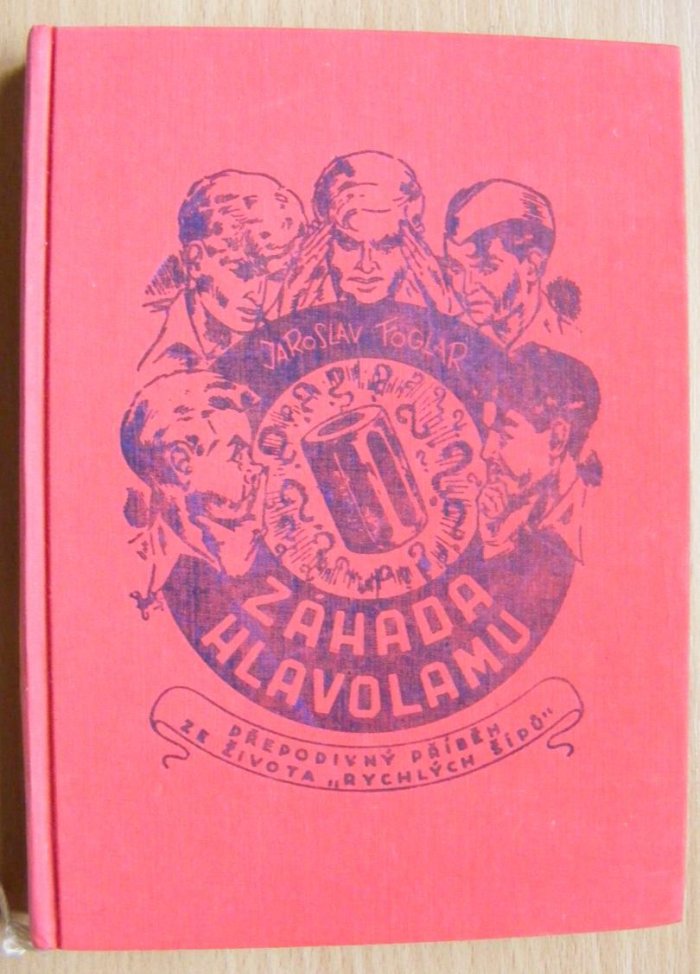 JAROSLAV FOGLAR
ZÁHADA
HLAVOLAMU
PŘEPODIVNÝ PŘÍBĚH
ZE ŽIVOTA „RYCHLÝCH ŠÍPŮ"